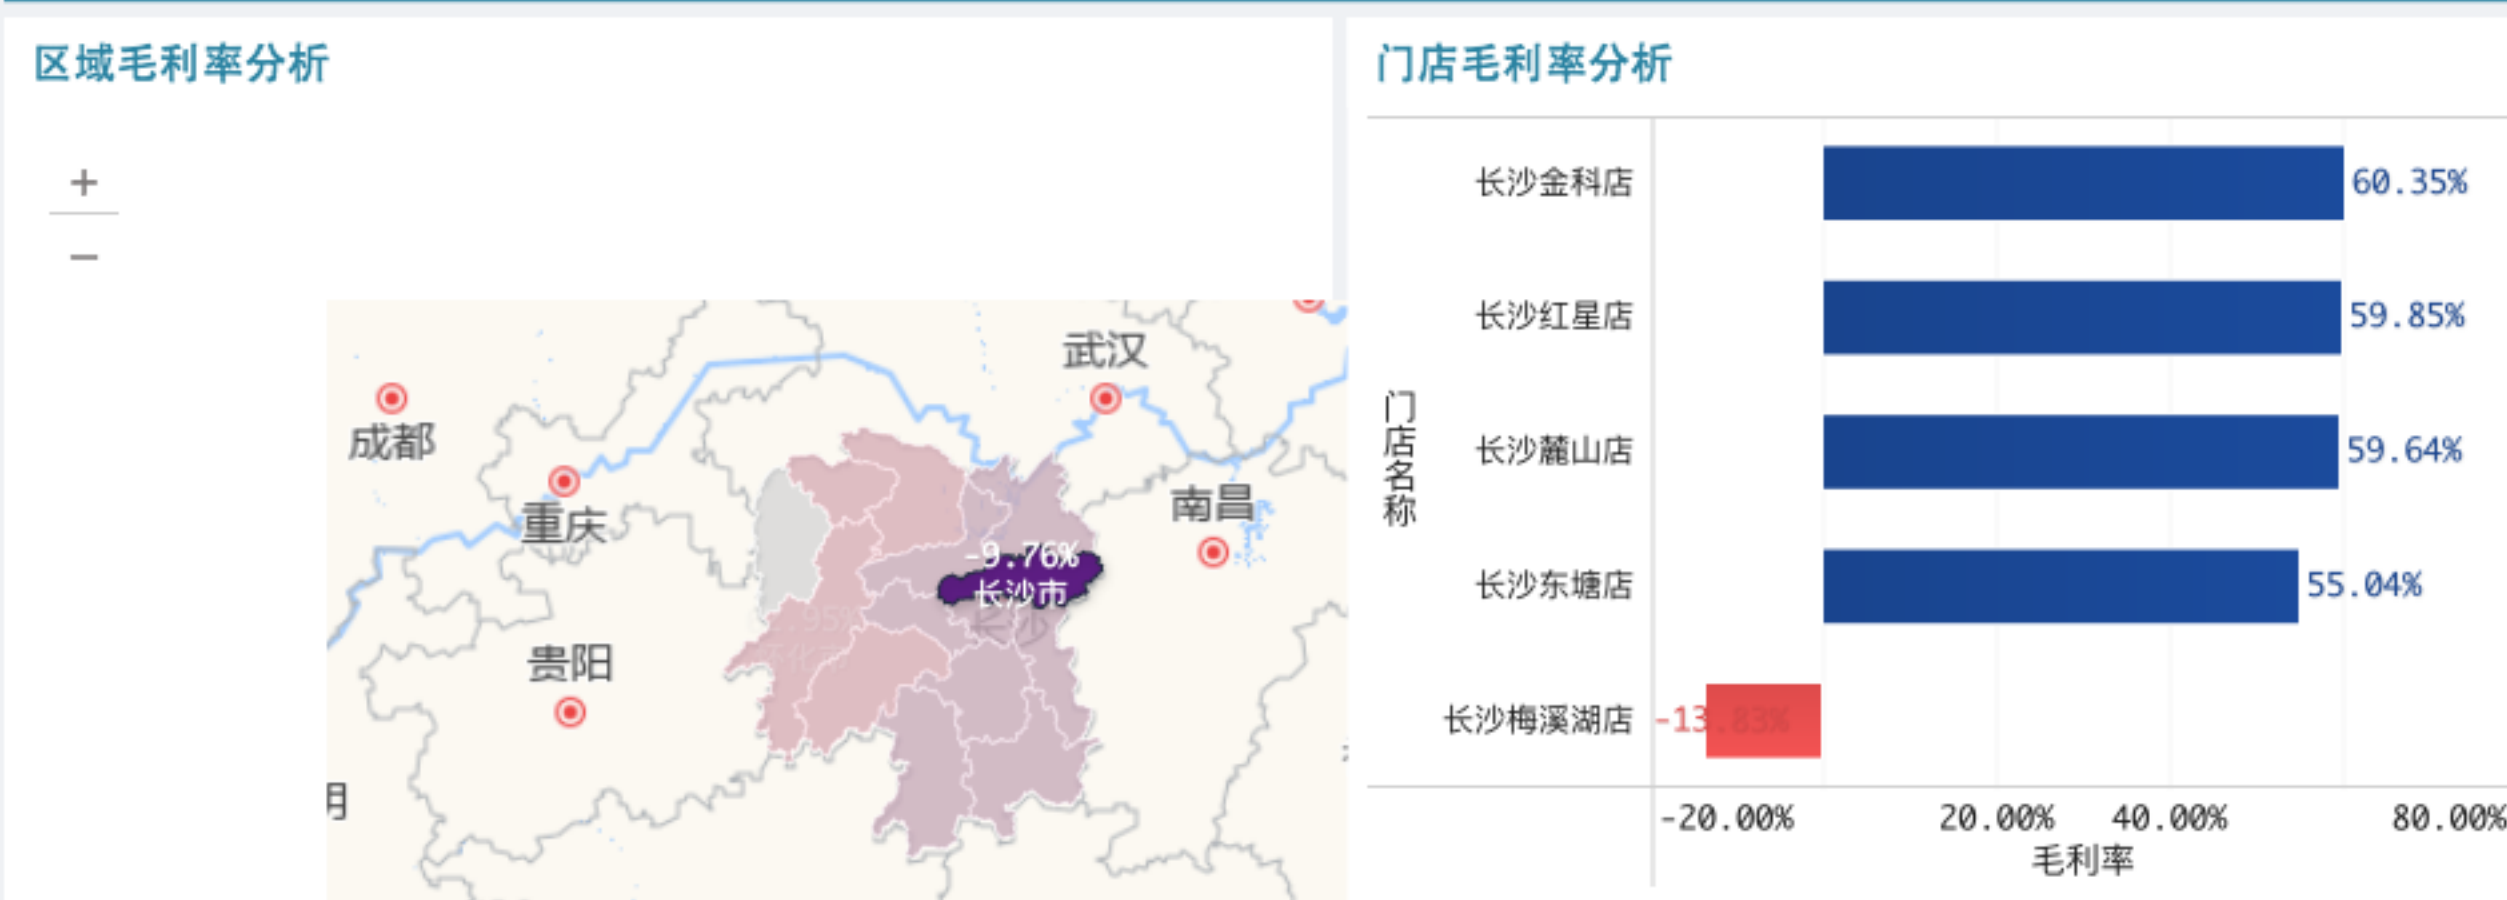 区域毛利率分析
+
−
武汉
成都
重庆
南昌
-9.76%
长沙市
长沙
贵阳
门店毛利率分析
长沙金科店
60.35%
长沙红星店
59.85%
长沙麓山店
59.64%
长沙东塘店
55.04%
长沙梅溪湖店
-13.83%
门店名称
-20.00%
20.00%
40.00%
80.00%
毛利率